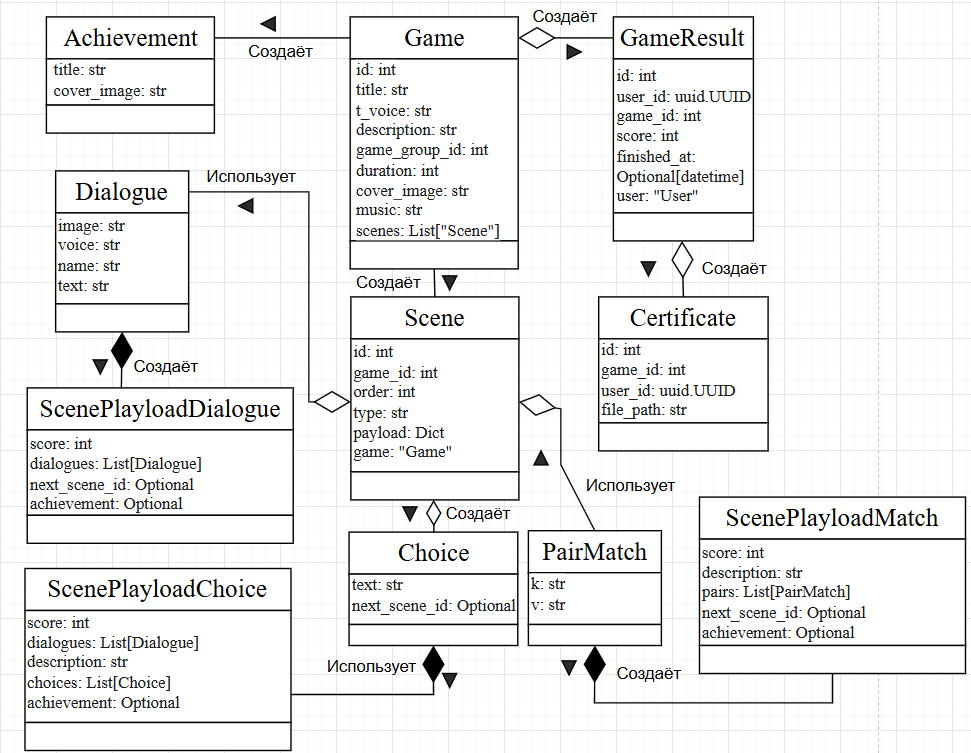 Achievement
title: str
cover_image: str
Создаёт
Game
id: int
title: str
t_voice: str
description: str
game_group_id: int
duration: int
cover_image: str
music: str
scenes: List["Scene"]
Создаёт
GameResult
id: int
user_id: uuid.UUID
game_id: int
score: int
finished_at:
Optional[datetime]
user: "User"
Dialogue
image: str
voice: str
name: str
text: str
Использует
Создаёт
Создаёт
Scene
id: int
game_id: int
order: int
type: str
payload: Dict
game: "Game"
Создаёт
Certificate
id: int
game_id: int
user_id: uuid.UUID
file_path: str
Создаёт
ScenePlayloadDialogue
score: int
dialogues: List[Dialogue]
next_scene_id: Optional
achievement: Optional
Создаёт
Использует
Choice
text: str
next_scene_id: Optional
PairMatch
k: str
v: str
ScenePlayloadMatch
score: int
description: str
pairs: List[PairMatch]
next_scene_id: Optional
achievement: Optional
ScenePlayloadChoice
score: int
dialogues: List[Dialogue]
description: str
choices: List[Choice]
achievement: Optional
Использует
Создаёт